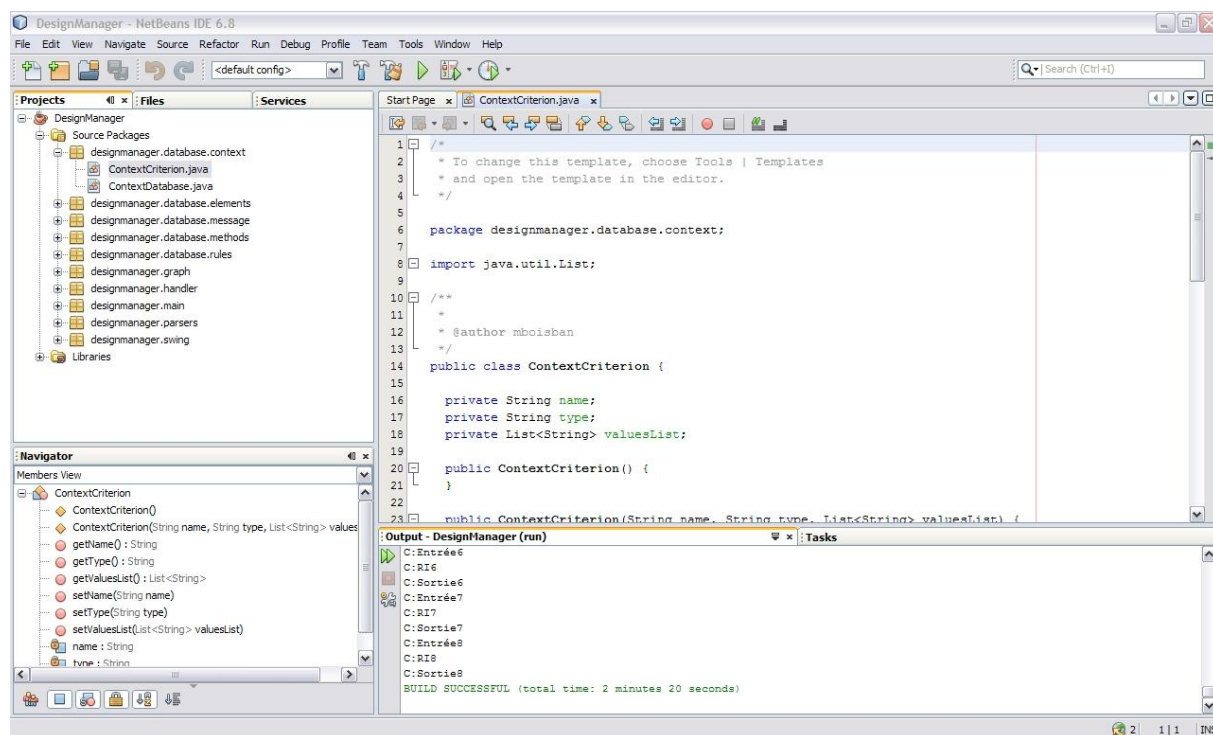 DesignManager - NetBeans IDE 6.8
File Edit View Navigate Source Refactor Run Debug Profile Team Tools Window Help
<default config>
Search (Ctrl+I)
Projects Files Services
DesignManager
Source Packages
designmanager.database.context
ContextCriterion.java
ContextDatabase.java
designmanager.database.elements
designmanager.database.message
designmanager.database.methods
designmanager.database.rules
designmanager.graph
designmanager.handler
designmanager.main
designmanager.parsers
designmanager.swing
Libraries
Navigator
Members View
ContextCriterion
ContextCriterion()
ContextCriterion(String name, String type, List<String> values
getName() : String
getType() : String
getValuesList() : List<String>
setName(String name)
setType(String type)
setValuesList(List<String> valuesList)
name : String
type : String
Start Page ContextCriterion.java
1 /*
2 * To change this template, choose Tools | Templates
3 * and open the template in the editor.
4 */
5
6 package designmanager.database.context;
7
8 import java.util.List;
9
10 /**
11 *
12 * @author mboisban
13 */
14 public class ContextCriterion {
15
16 private String name;
17 private String type;
18 private List<String> valuesList;
19
20 public ContextCriterion() {
21 }
22
23 public ContextCriterion(String name, String type, List<String> valuesList) {
Output - DesignManager (run) Tasks
C:Entrée6
C:RI6
C:Sortie6
C:Entrée7
C:RI7
C:Sortie7
C:Entrée8
C:RI8
C:Sortie8
BUILD SUCCESSFUL (total time: 2 minutes 20 seconds)
2 1|1 INS